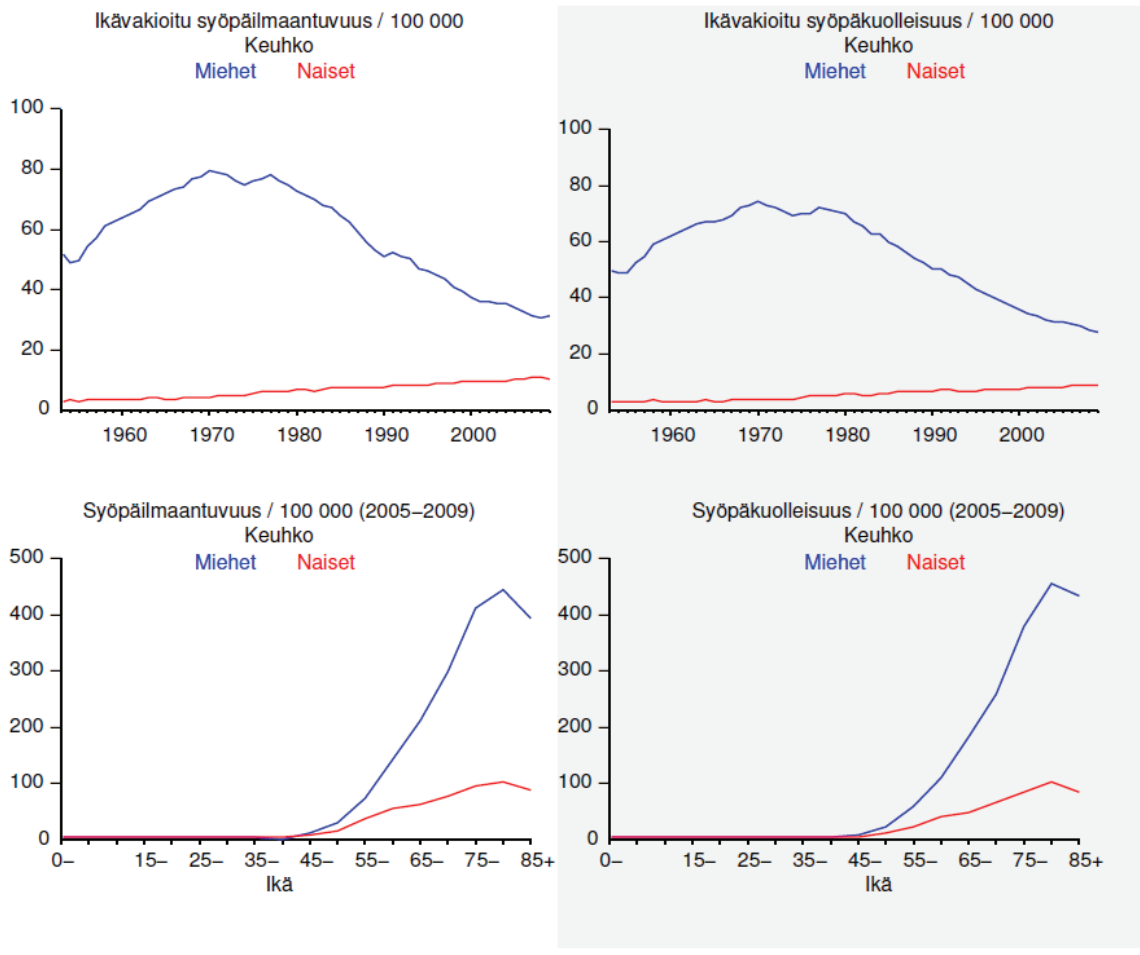 Ikävakioitu syöpäilmaantuvuus / 100 000
Keuhko
Miehet Naiset
100
80
60
40
20
0
1960 1970 1980 1990 2000
Ikävakioitu syöpäkuolleisuus / 100 000
Keuhko
Miehet Naiset
100
80
60
40
20
0
1960 1970 1980 1990 2000
Syöpäilmaantuvuus / 100 000 (2005–2009)
Keuhko
Miehet Naiset
500
400
300
200
100
0
0– 15– 25– 35– 45– 55– 65– 75– 85+
Ikä
Syöpäkuolleisuus / 100 000 (2005–2009)
Keuhko
Miehet Naiset
500
400
300
200
100
0
0– 15– 25– 35– 45– 55– 65– 75– 85+
Ikä